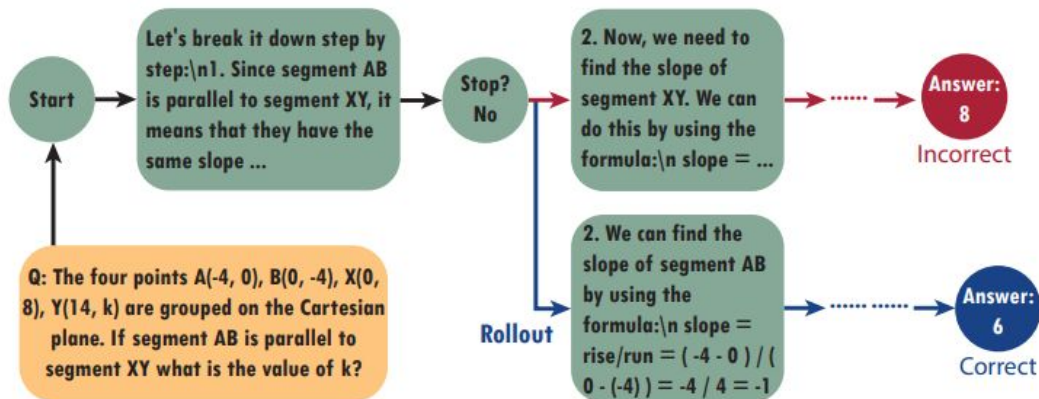 Start
Let's break it down step by
step:\n1. Since segment AB
is parallel to segment XY, it
means that they have the
same slope ...
Stop?
No
2. Now, we need to
find the slope of
segment XY. We can
do this by using the
formula:\n slope = ...
Answer:
8
Incorrect
Q: The four points A(-4, 0), B(0, -4), X(0,
8), Y(14, k) are grouped on the Cartesian
plane. If segment AB is parallel to
segment XY what is the value of k?
Rollout
2. We can find the
slope of segment AB
by using the
formula:\n slope =
rise/run = ( -4 - 0 ) / (
0 - (-4) ) = -4 / 4 = -1
Answer:
6
Correct